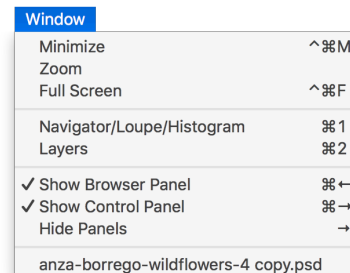 Window
Minimize ^⌘M
Zoom
Full Screen ^⌘F
Navigator/Loupe/Histogram ⌘1
Layers ⌘2
✓ Show Browser Panel ⌘←
✓ Show Control Panel ⌘→
Hide Panels →
anza-borrego-wildflowers-4 copy.psd